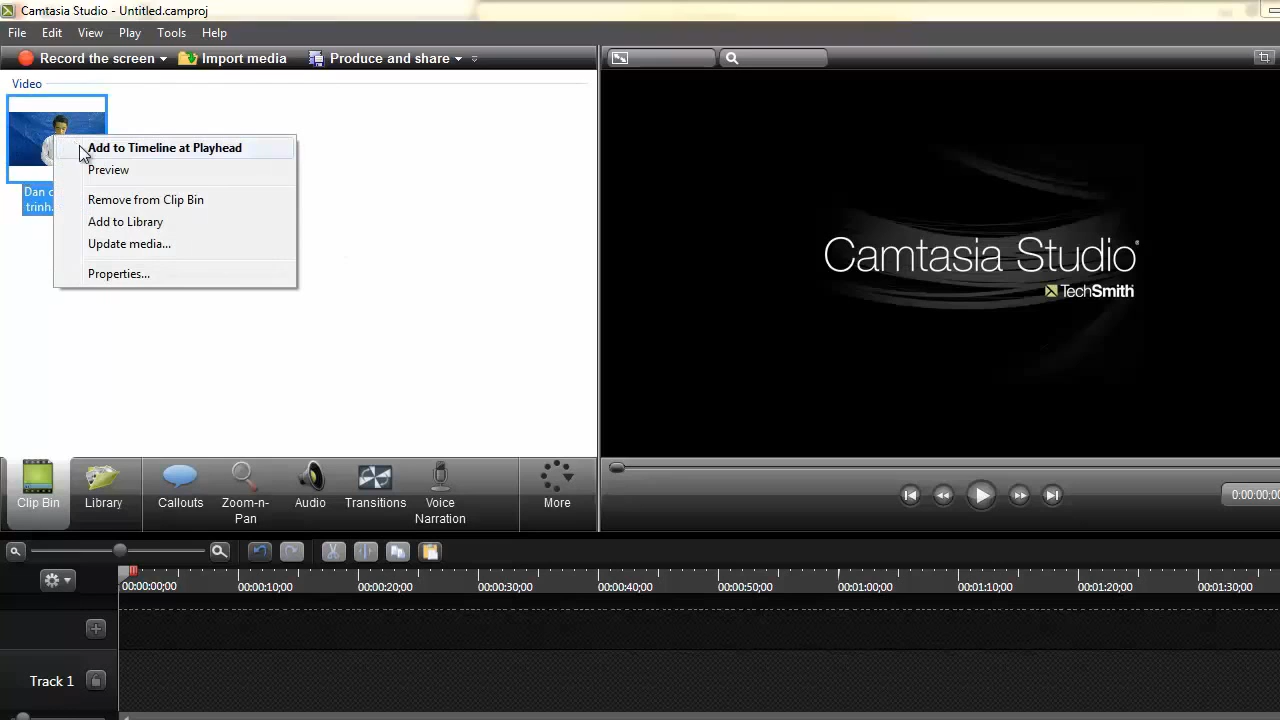 Camtasia Studio - Untitled.camproj
File Edit View Play Tools Help
Record the screen Import media Produce and share
Video
Add to Timeline at Playhead
Preview
Dan
trinh.
Remove from Clip Bin
Add to Library
Update media...
Properties...
Camtasia Studio
TechSmith
Clip Bin Library Callouts Zoom-n-Pan Audio Transitions Voice Narration More
0:00:00;00
00:00:00;00 00:00:10;00 00:00:20;00 00:00:30;00 00:00:40;00 00:00:50;00 00:01:00;00 00:01:10;00 00:01:20;00 00:01:30;00
Track 1